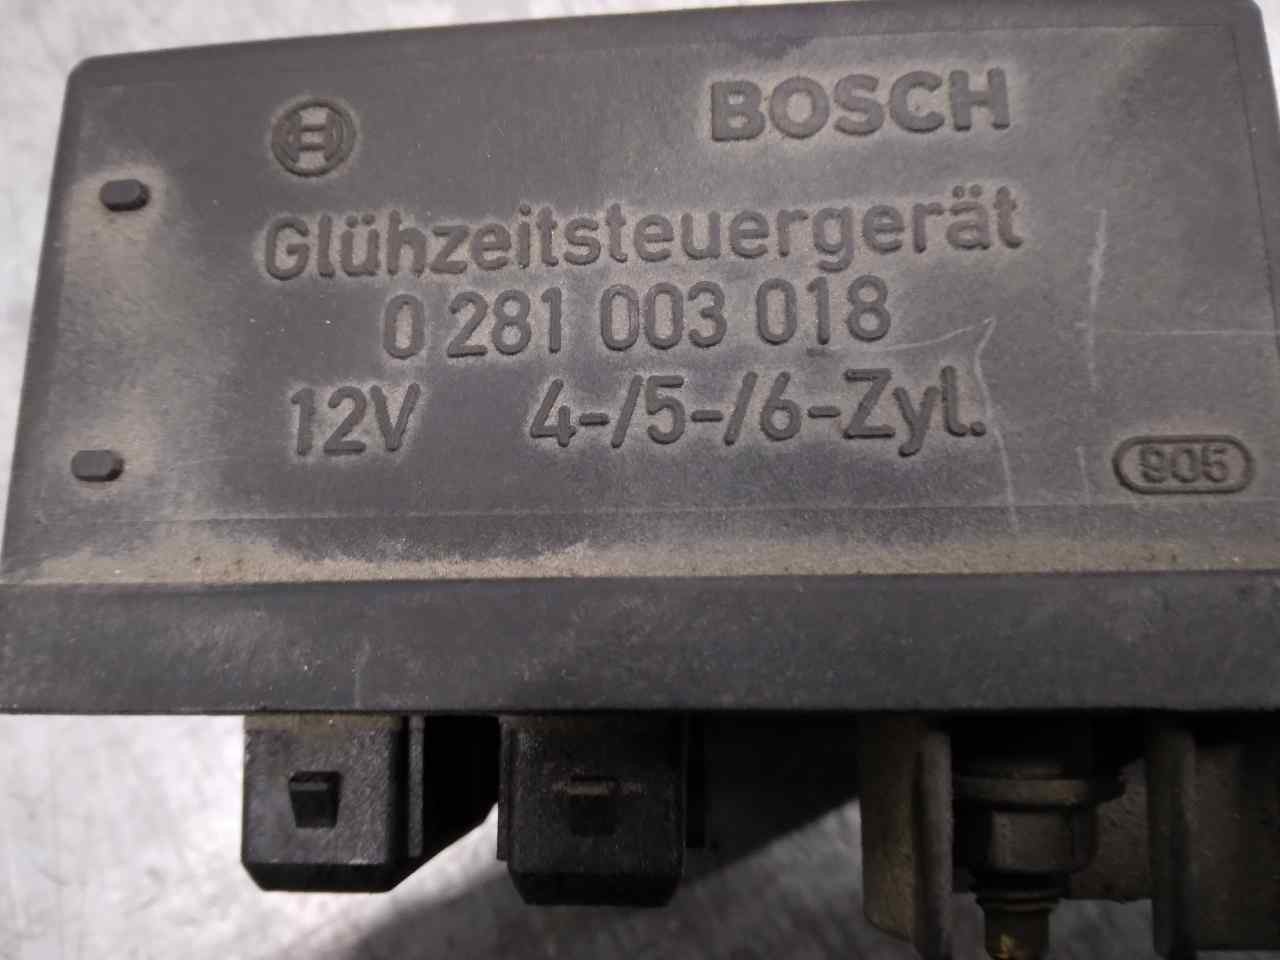 BOSCH
Glühzeitsteuergerät
0 281 003 018
12V 4-/5-/6-Zyl.
905